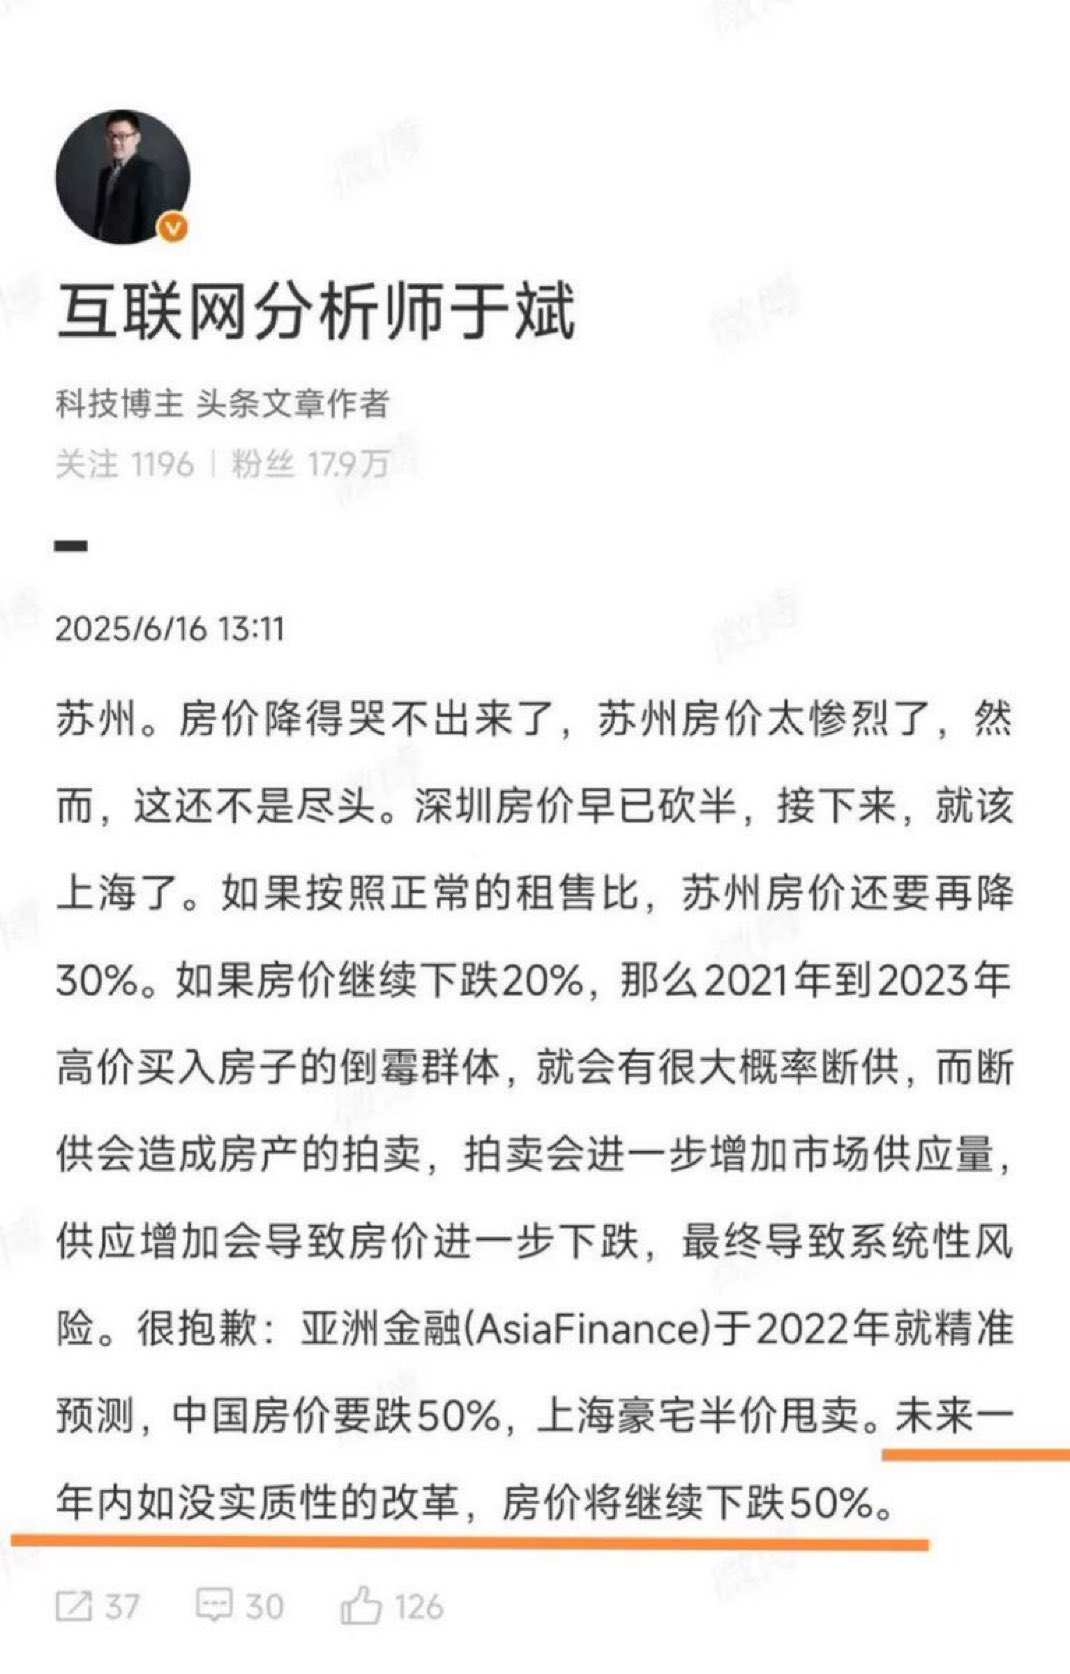 互联网分析师于斌
科技博主 头条文章作者
关注 1196 | 粉丝 17.9万
2025/6/16 13:11
苏州。房价降得哭不出来了，苏州房价太惨烈了，然
而，这还不是尽头。深圳房价早已砍半，接下来，就该
上海了。如果按照正常的租售比，苏州房价还要再降
30%。如果房价继续下跌20%，那么2021年到2023年
高价买入房子的倒霉群体，就会有很大概率断供，而断
供会造成房产的拍卖，拍卖会进一步增加市场供应量，
供应增加会导致房价进一步下跌，最终导致系统性风
险。很抱歉：亚洲金融(AsiaFinance)于2022年就精准
预测，中国房价要跌50%，上海豪宅半价甩卖。未来一
年内如没实质性的改革，房价将继续下跌50%。
37 30 126